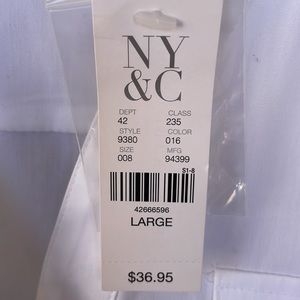 NY
&C
DEPT CLASS
42 235
STYLE COLOR
9380 016
SIZE MFG
008 94399
S1-8
42666596
LARGE
$36.95